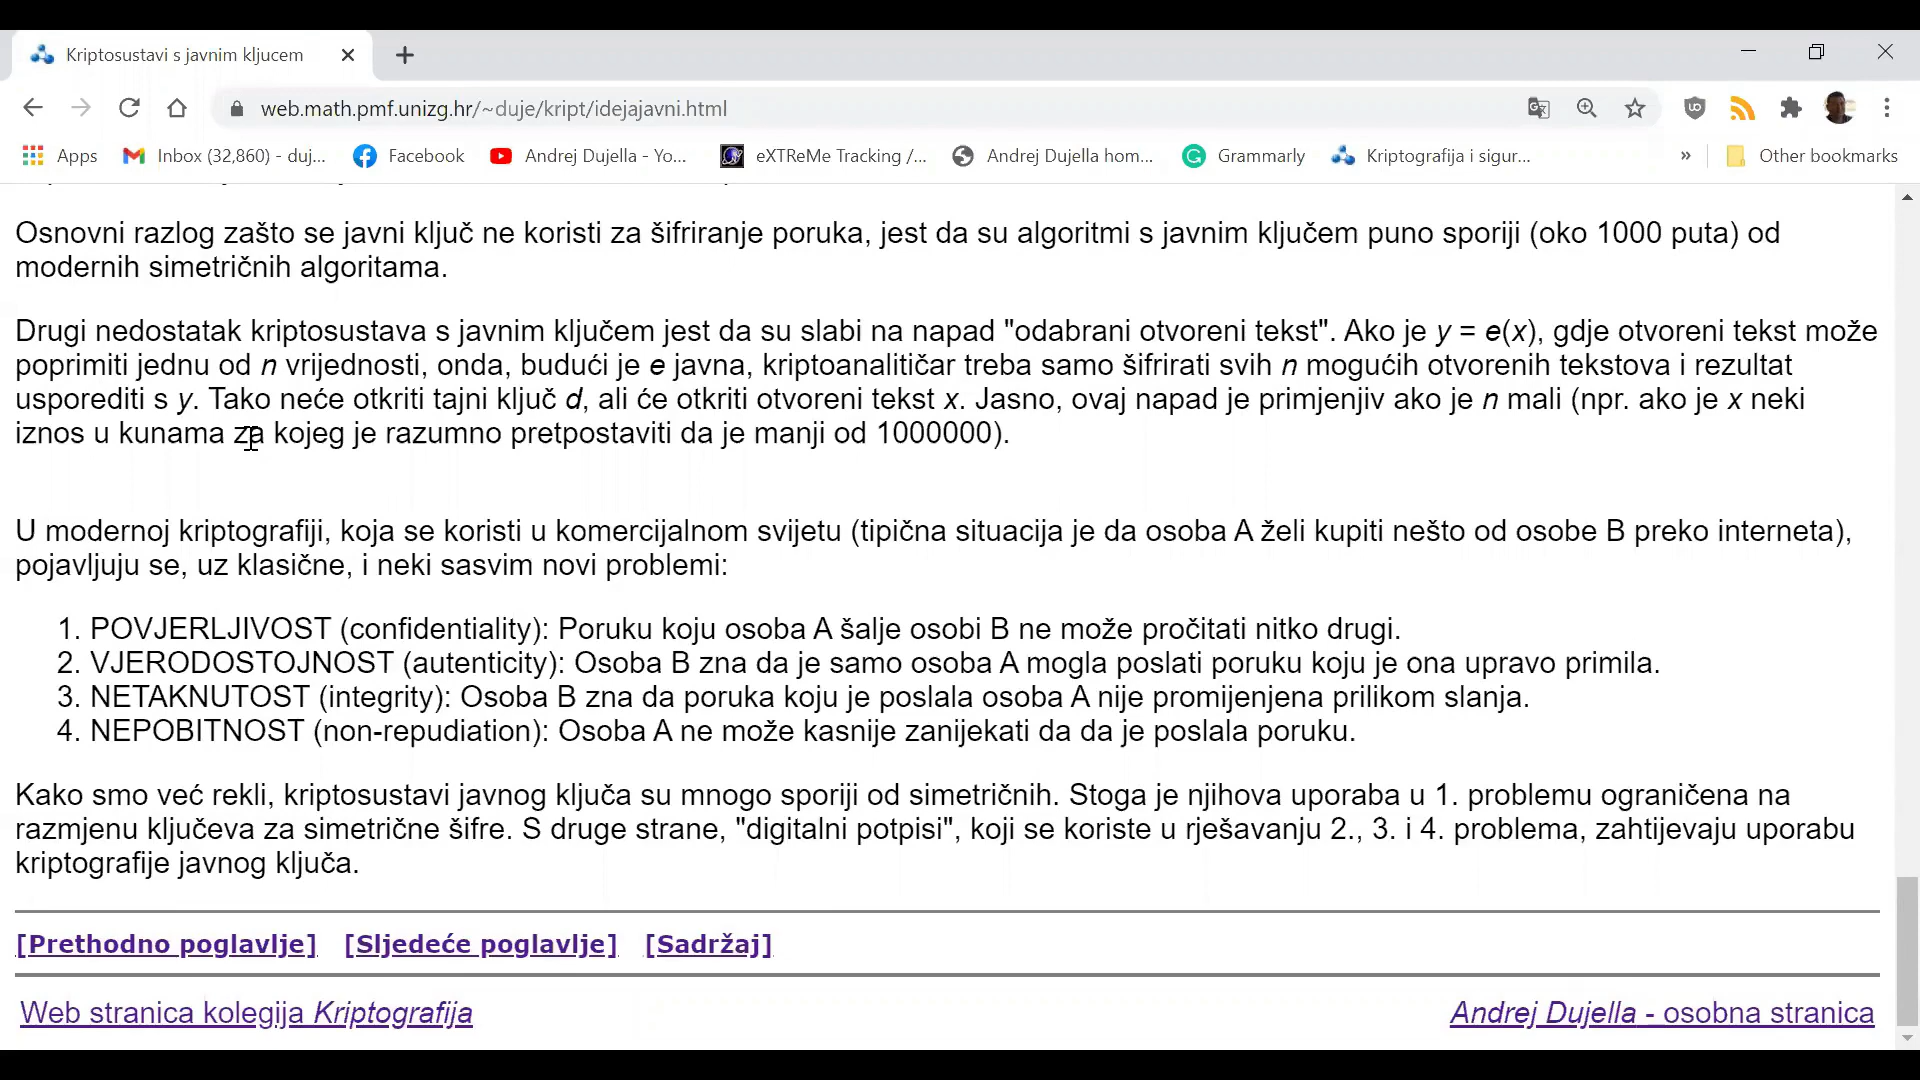 Kriptosustavi s javnim kljucem
web.math.pmf.unizg.hr/~duje/kript/idejajavni.html
Apps Inbox (32,860) - duj... Facebook Andrej Dujella - Yo... eXTReMe Tracking /... Andrej Dujella hom... Grammarly Kriptografija i sigur... » Other bookmarks
Osnovni razlog zašto se javni ključ ne koristi za šifriranje poruka, jest da su algoritmi s javnim ključem puno sporiji (oko 1000 puta) od
modernih simetričnih algoritama.
Drugi nedostatak kriptosustava s javnim ključem jest da su slabi na napad "odabrani otvoreni tekst". Ako je y = e(x), gdje otvoreni tekst može
poprimiti jednu od n vrijednosti, onda, budući je e javna, kriptoanalitičar treba samo šifrirati svih n mogućih otvorenih tekstova i rezultat
usporediti s y. Tako neće otkriti tajni ključ d, ali će otkriti otvoreni tekst x. Jasno, ovaj napad je primjenjiv ako je n mali (npr. ako je x neki
iznos u kunama za kojeg je razumno pretpostaviti da je manji od 1000000).
U modernoj kriptografiji, koja se koristi u komercijalnom svijetu (tipična situacija je da osoba A želi kupiti nešto od osobe B preko interneta),
pojavljuju se, uz klasične, i neki sasvim novi problemi:
1. POVJERLJIVOST (confidentiality): Poruku koju osoba A šalje osobi B ne može pročitati nitko drugi.
2. VJERODOSTOJNOST (autenticity): Osoba B zna da je samo osoba A mogla poslati poruku koju je ona upravo primila.
3. NETAKNUTOST (integrity): Osoba B zna da poruka koju je poslala osoba A nije promijenjena prilikom slanja.
4. NEPOBITNOST (non-repudiation): Osoba A ne može kasnije zanijekati da da je poslala poruku.
Kako smo već rekli, kriptosustavi javnog ključa su mnogo sporiji od simetričnih. Stoga je njihova uporaba u 1. problemu ograničena na
razmjenu ključeva za simetrične šifre. S druge strane, "digitalni potpisi", koji se koriste u rješavanju 2., 3. i 4. problema, zahtijevaju uporabu
kriptografije javnog ključa.
[Prethodno poglavlje] [Sljedeće poglavlje] [Sadržaj]
Web stranica kolegija Kriptografija Andrej Dujella - osobna stranica